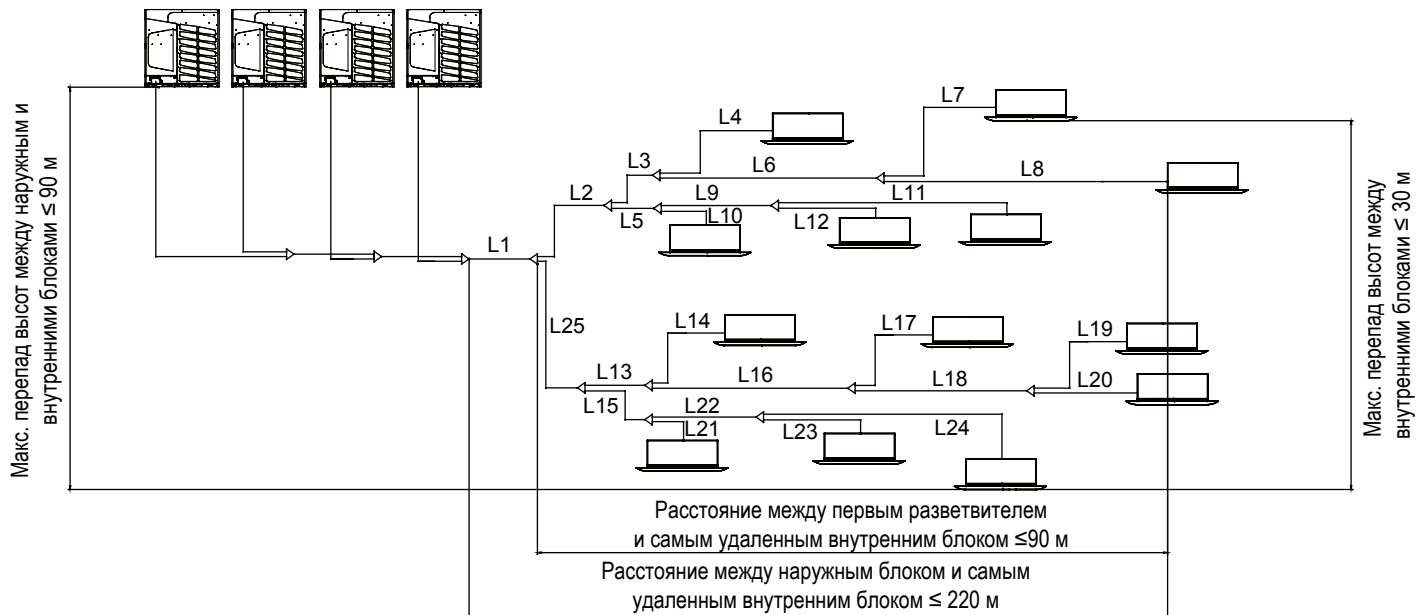 Макс. перепад высот между наружным и
внутренними блоками ≤ 90 м
L1
L2
L3
L4
L5
L6
L7
L8
L9
L10
L11
L12
L25
L13
L14
L15
L16
L17
L18
L19
L20
L21
L22
L23
L24
Макс. перепад высот между
внутренними блоками ≤ 30 м
Расстояние между первым разветвителем
и самым удаленным внутренним блоком ≤90 м
Расстояние между наружным блоком и самым
удаленным внутренним блоком ≤ 220 м